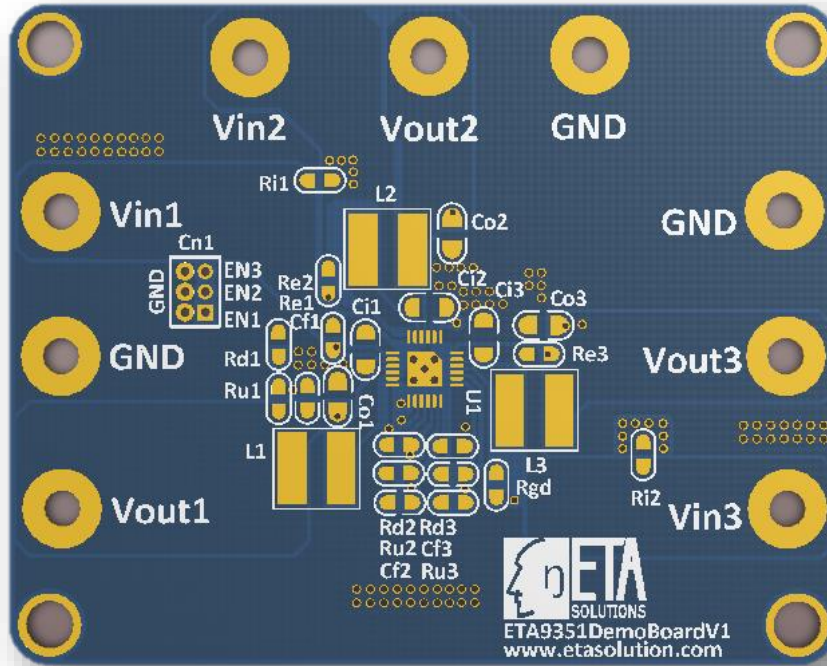 Vin2
Vout2
GND
Ri1
L2
Vin1
Co2
GND
Cn1
EN3
GND
EN2
EN1
Re2
Re1
Ci2
Ci3
Cf1
Ci1
Co3
GND
Rd1
Re3
Vout3
Ru1
Co1
U1
L1
L3
Rgd
Ri2
Vout1
Vin3
Rd2 Rd3
Ru2 Cf3
Cf2 Ru3
η ETA
SOLUTIONS
ETA9351DemoBoardV1
www.etasolution.com